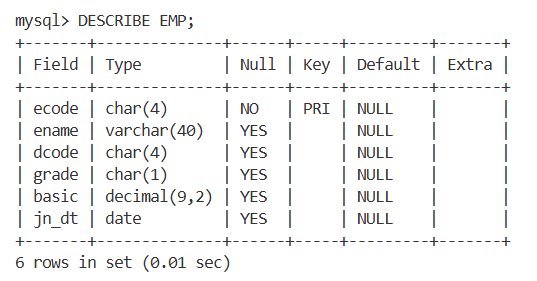 mysql> DESCRIBE EMP;
+-------+--------------+------+-----+---------+-------+
| Field | Type         | Null | Key | Default | Extra |
+-------+--------------+------+-----+---------+-------+
| ecode | char(4)      | NO   | PRI | NULL    |       |
| ename | varchar(40)  | YES  |     | NULL    |       |
| dcode | char(4)      | YES  |     | NULL    |       |
| grade | char(1)      | YES  |     | NULL    |       |
| basic | decimal(9,2) | YES  |     | NULL    |       |
| jn_dt | date         | YES  |     | NULL    |       |
+-------+--------------+------+-----+---------+-------+
6 rows in set (0.01 sec)